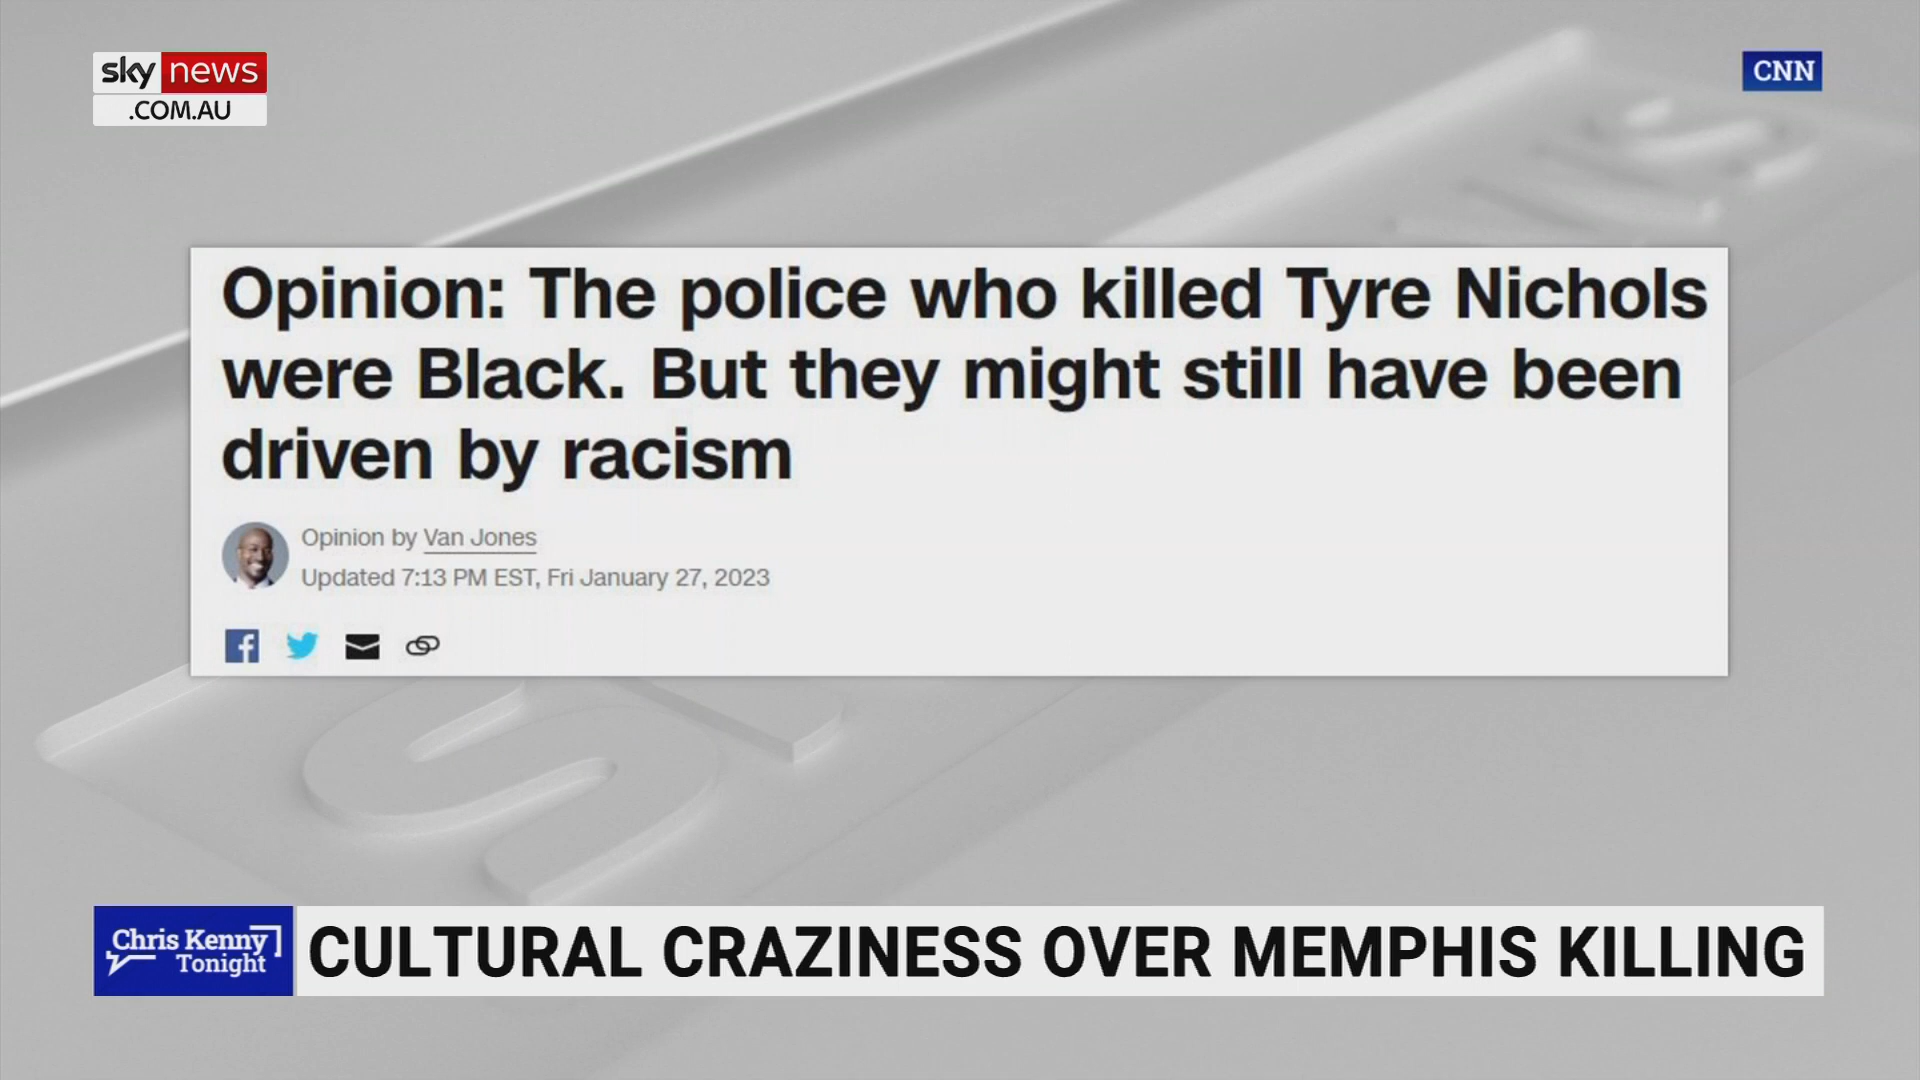 sky news
.COM.AU
CNN
Opinion: The police who killed Tyre Nichols
were Black. But they might still have been
driven by racism
Opinion by Van Jones
Updated 7:13 PM EST, Fri January 27, 2023
Chris Kenny
Tonight
CULTURAL CRAZINESS OVER MEMPHIS KILLING